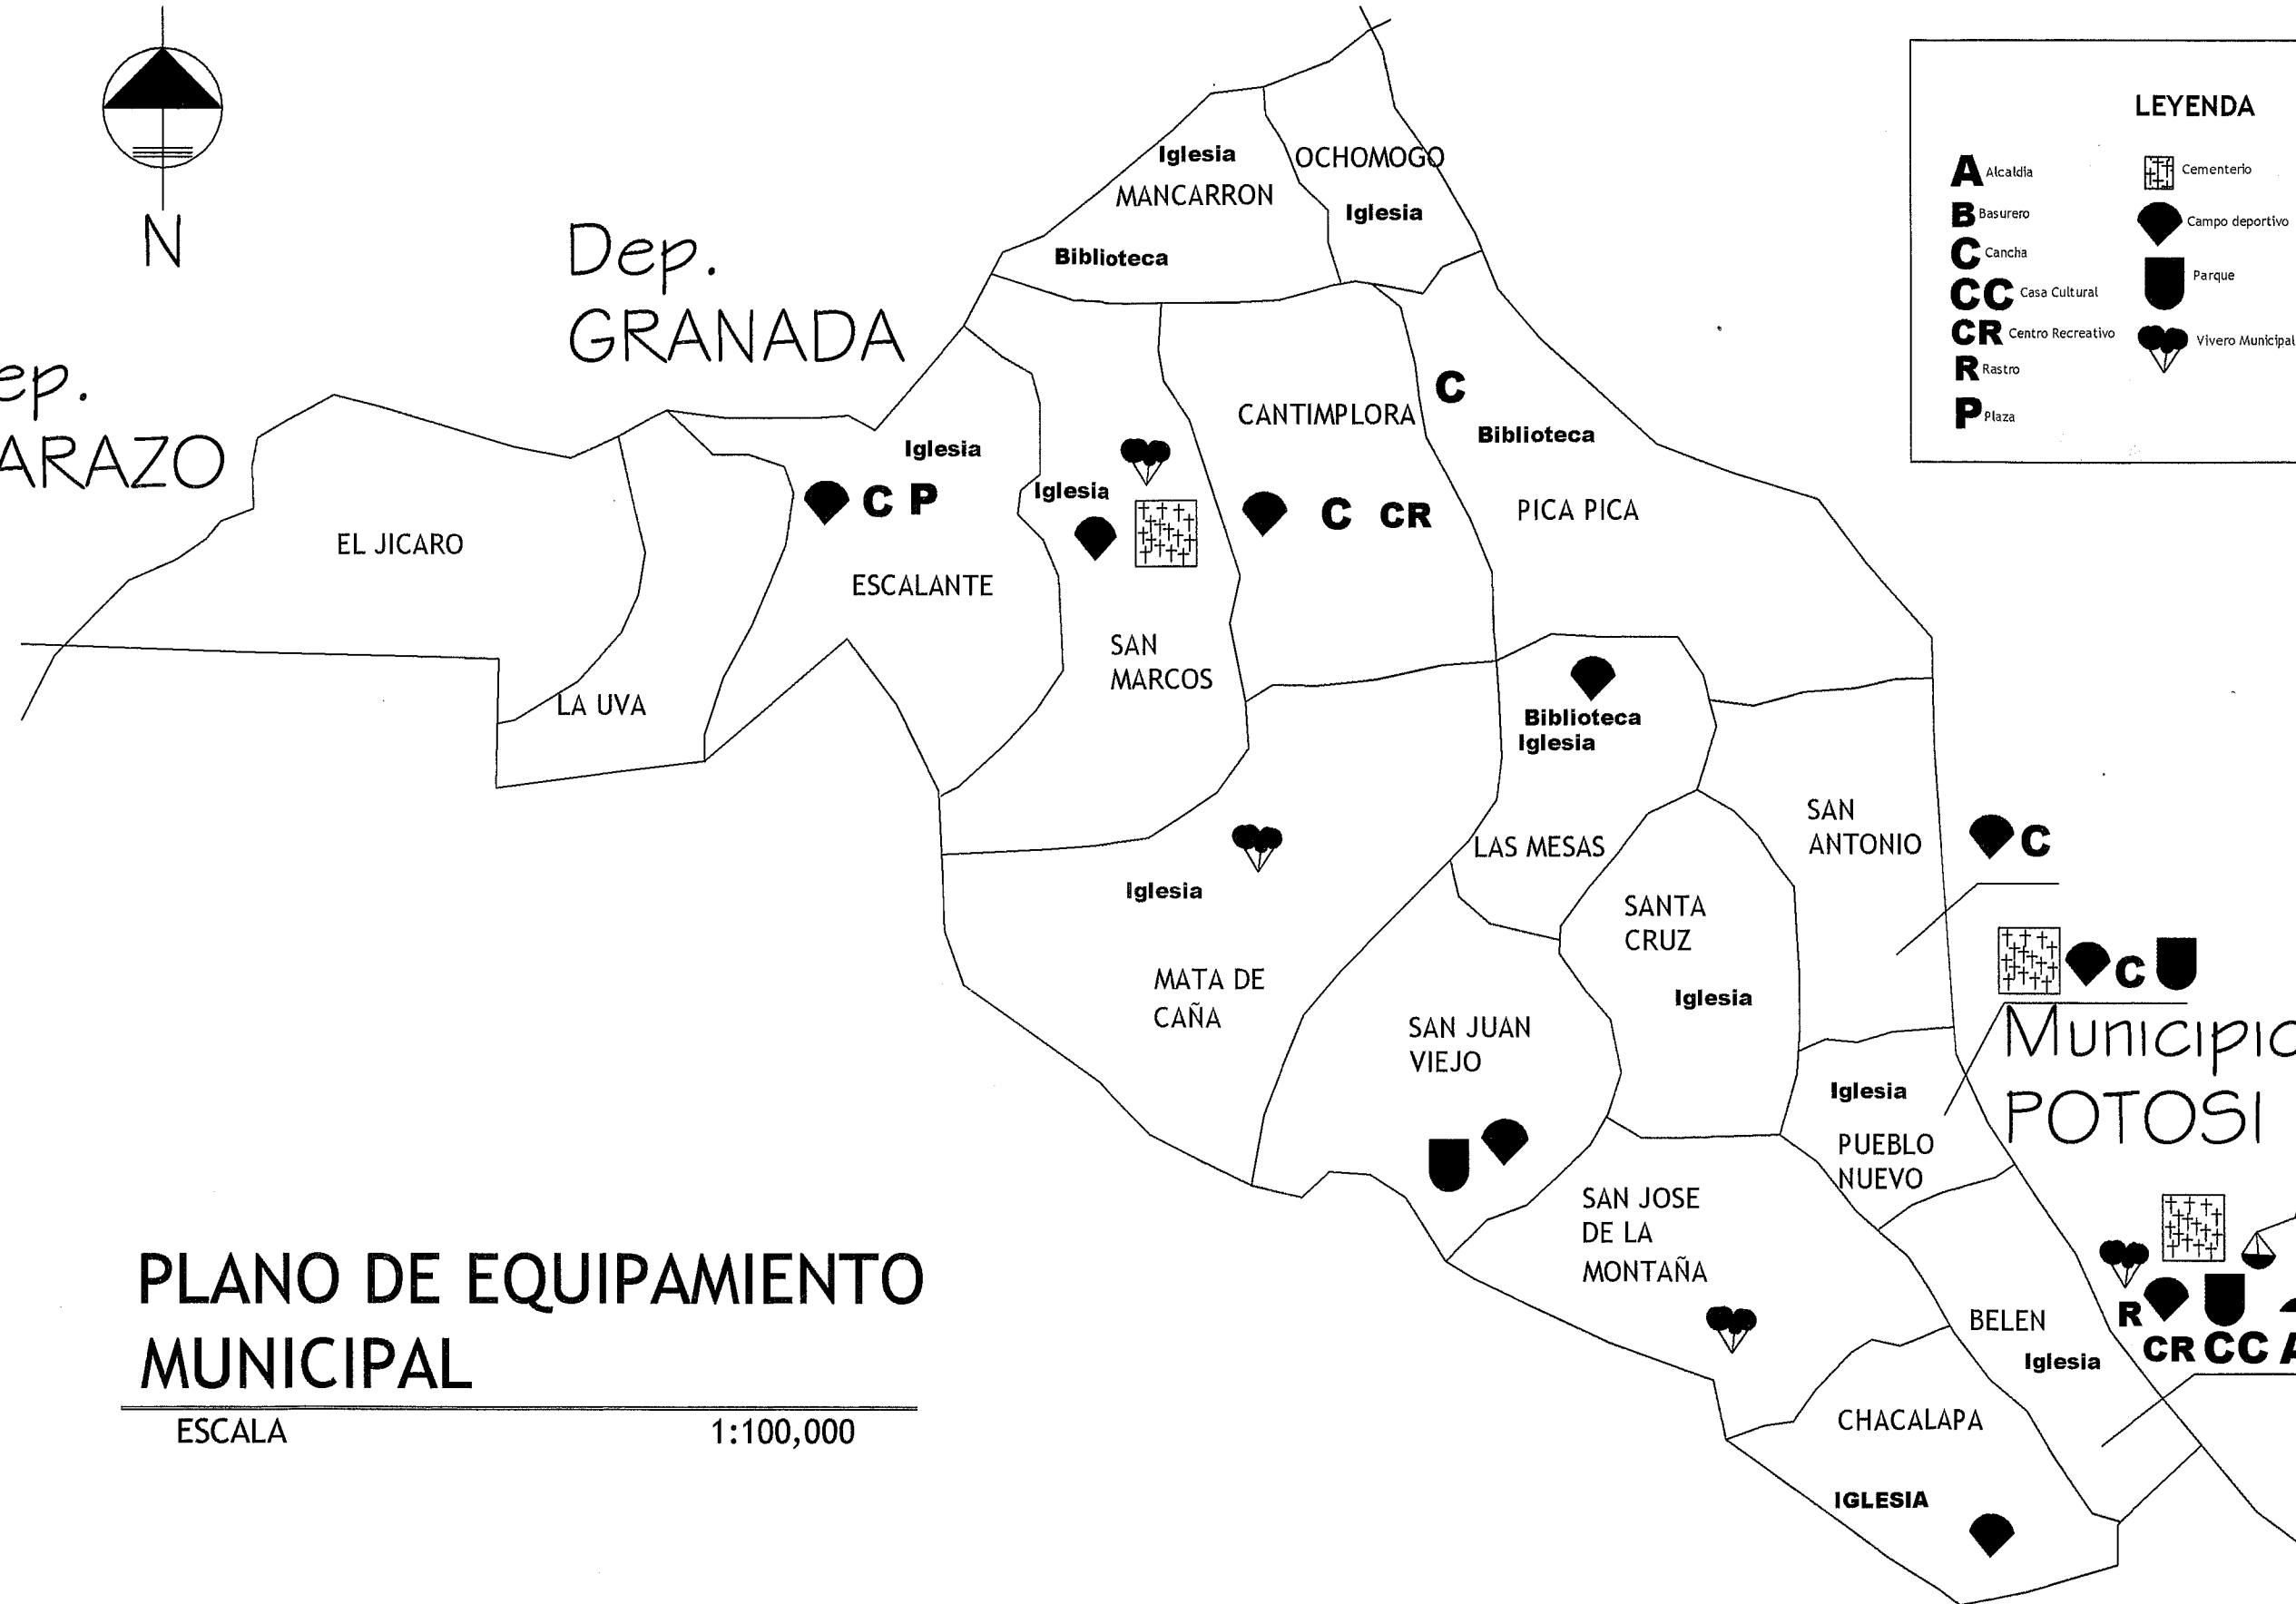 N
Dep.
GRANADA
ep.
ARAZO
LEYENDA
A Alcaldia
B Basurero
C Cancha
CC Casa Cultural
CR Centro Recreativo
R Rastro
P Plaza
Cementerio
Campo deportivo
Parque
Vivero Municipal
Iglesia
MANCARRON
Biblioteca
OCHOMOGO
Iglesia
EL JICARO
LA UVA
Iglesia
C P
ESCALANTE
Iglesia
SAN
MARCOS
CANTIMPLORA
C CR
C
Biblioteca
PICA PICA
Biblioteca
Iglesia
LAS MESAS
SAN
ANTONIO
C
Iglesia
MATA DE
CAÑA
SANTA
CRUZ
Iglesia
SAN JUAN
VIEJO
C
Municipio
POTOSI
Iglesia
PUEBLO
NUEVO
SAN JOSE
DE LA
MONTAÑA
BELEN
Iglesia
R
CR CC A
CHACALAPA
IGLESIA
PLANO DE EQUIPAMIENTO
MUNICIPAL
ESCALA 1:100,000